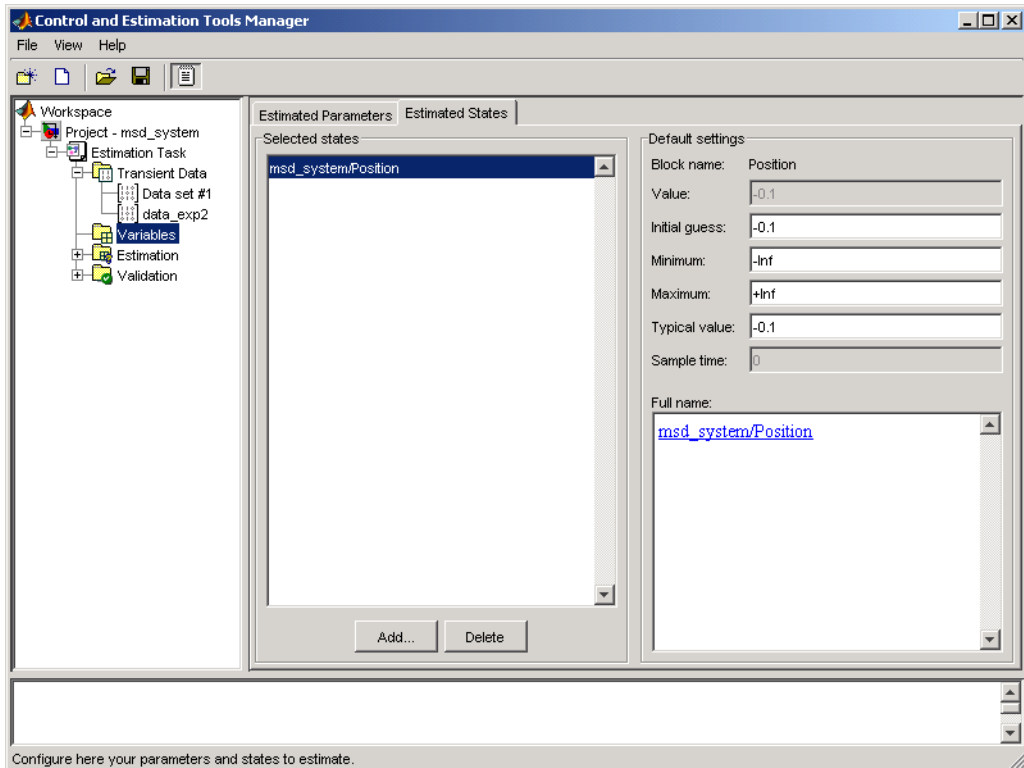 Control and Estimation Tools Manager
File View Help
Workspace
Project - msd_system
Estimation Task
Transient Data
Data set #1
data_exp2
Variables
Estimation
Validation
Estimated Parameters Estimated States
Selected states
msd_system/Position
Add... Delete
Default settings
Block name: Position
Value: -0.1
Initial guess: -0.1
Minimum: -Inf
Maximum: +Inf
Typical value: -0.1
Sample time: 0
Full name:
msd_system/Position
Configure here your parameters and states to estimate.